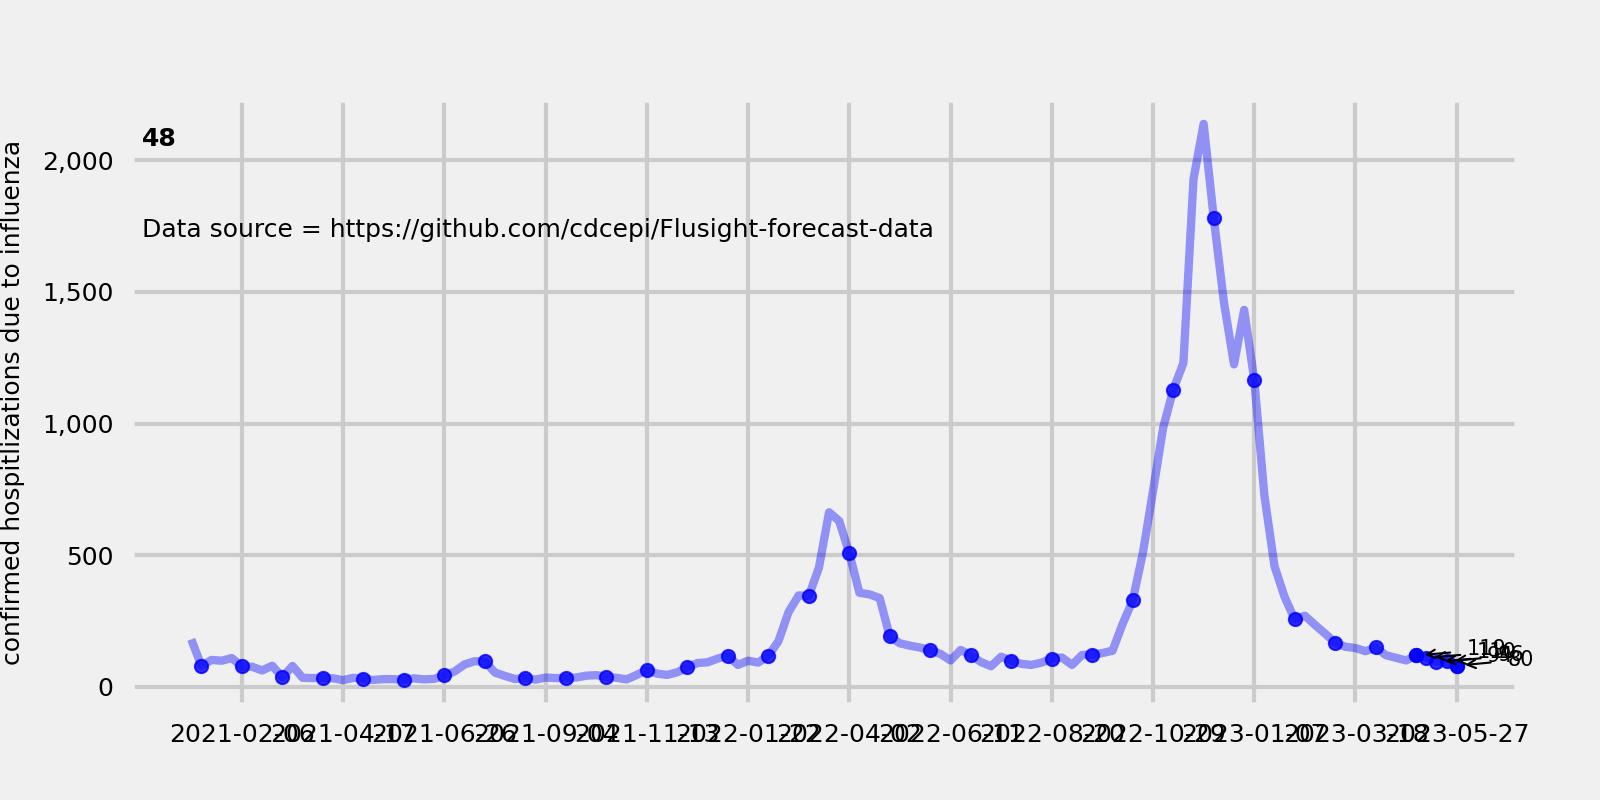 48
Data source = https://github.com/cdcepi/Flusight-forecast-data
confirmed hospitlizations due to influenza
2,000
1,500
1,000
500
0
80
2021-02-06 2021-04-17 2021-06-26 2021-09-04 2021-11-13 2022-01-22 2022-04-02 2022-06-11 2022-08-20 2022-10-29 2023-01-07 2023-03-18 2023-05-27